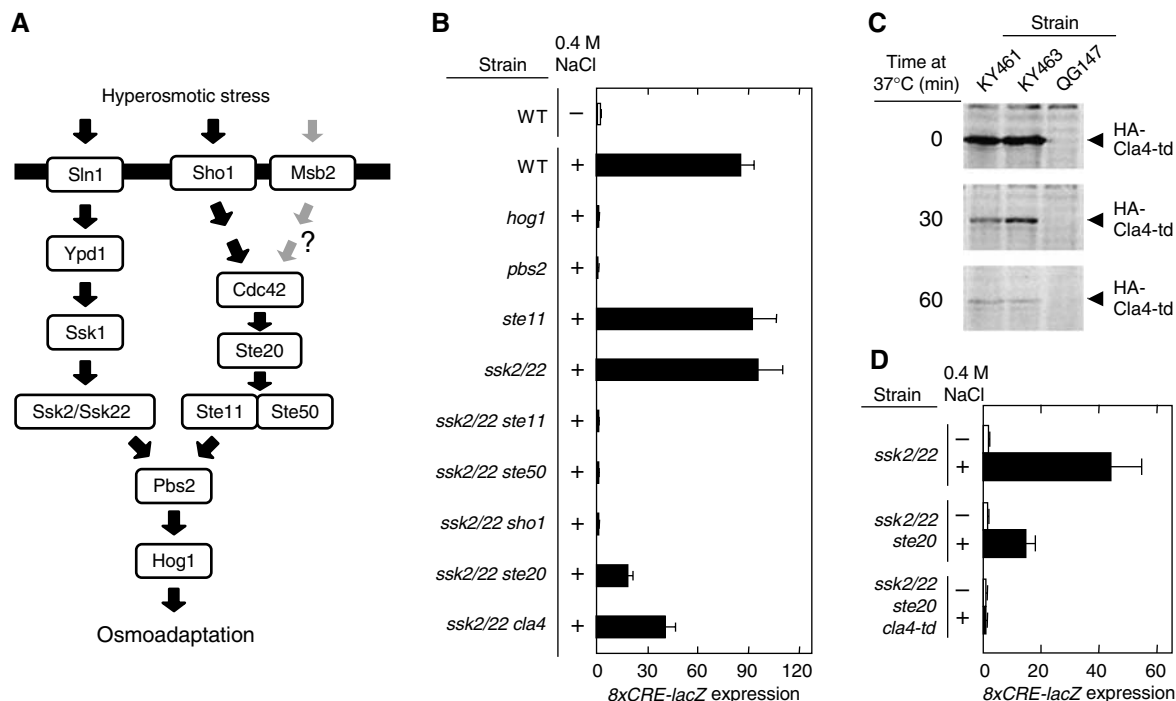 A
Hyperosmotic stress
Sln1
Sho1
Msb2
Ypd1
?
Cdc42
Ssk1
Ste20
Ssk2/Ssk22
Ste11
Ste50
Pbs2
Hog1
Osmoadaptation
B
Strain
0.4 M
NaCl
WT −
WT +
hog1 +
pbs2 +
ste11 +
ssk2/22 +
ssk2/22 ste11 +
ssk2/22 ste50 +
ssk2/22 sho1 +
ssk2/22 ste20 +
ssk2/22 cla4 +
0 30 60 90 120
8xCRE-lacZ expression
C
Strain
Time at
37°C (min)
KY461
KY463
QG147
0
HA-
Cla4-td
30
HA-
Cla4-td
60
HA-
Cla4-td
D
Strain
0.4 M
NaCl
ssk2/22
−
+
ssk2/22
ste20
−
+
ssk2/22
ste20
cla4-td
−
+
0 20 40 60
8xCRE-lacZ expression